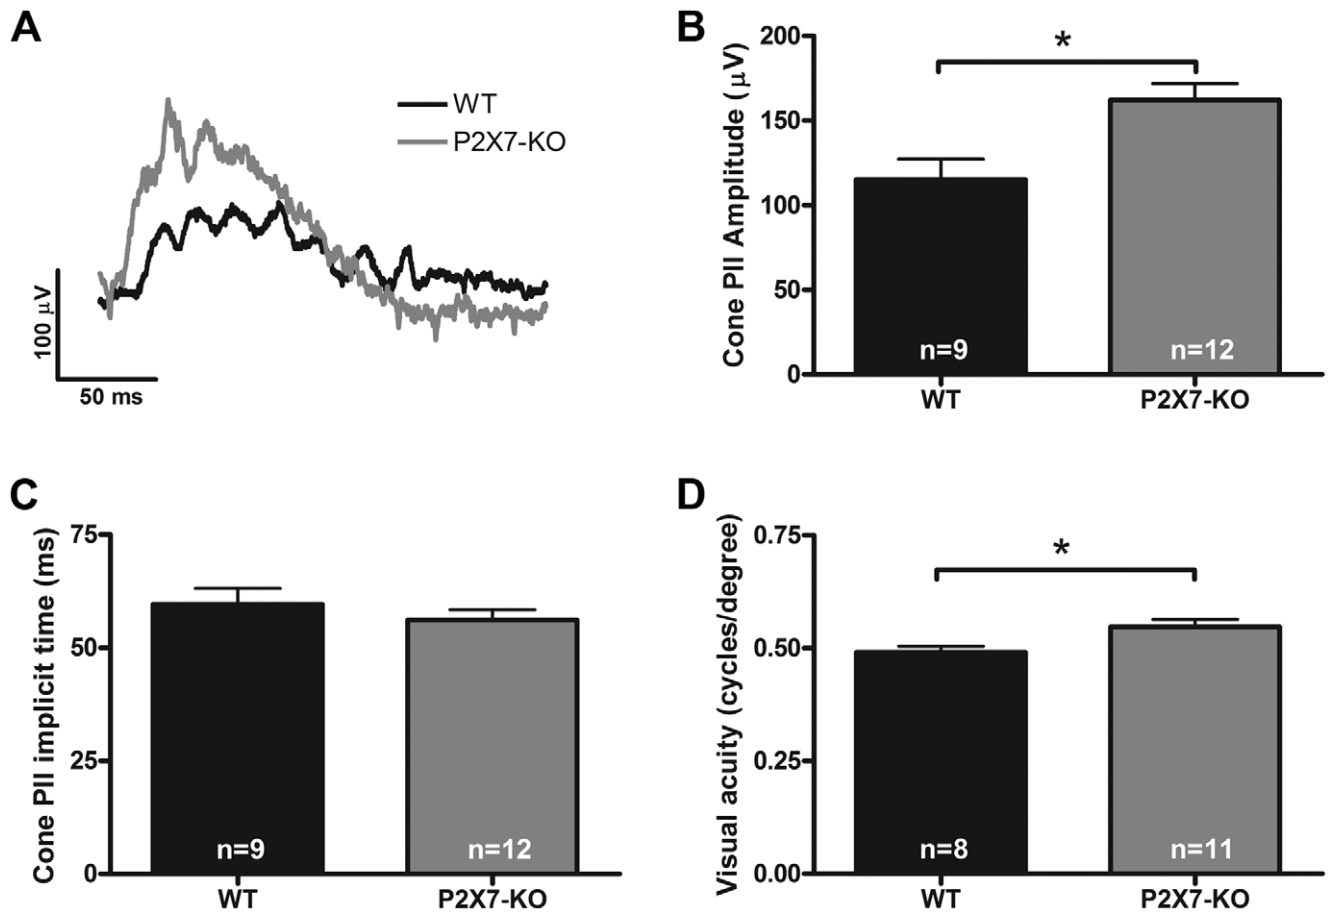 A
WT
P2X7-KO
100 μV
50 ms
B
Cone PII Amplitude (μV)
200
150
100
50
0
*
n=9
n=12
WT
P2X7-KO
C
Cone PII implicit time (ms)
75
50
25
0
n=9
n=12
WT
P2X7-KO
D
Visual acuity (cycles/degree)
0.75
0.50
0.25
0.00
*
n=8
n=11
WT
P2X7-KO